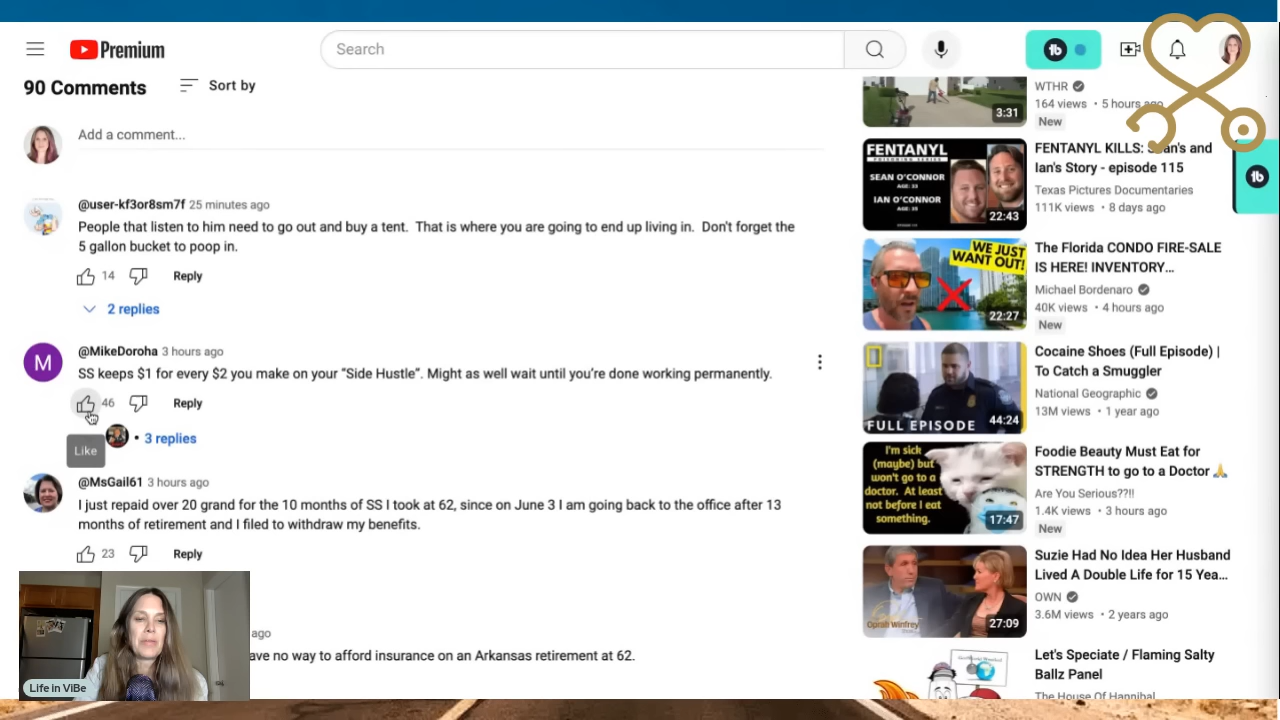 Premium
Search
90 Comments
Sort by
Add a comment...
@user-kf3or8sm7f 25 minutes ago
People that listen to him need to go out and buy a tent. That is where you are going to end up living in. Don't forget the
5 gallon bucket to poop in.
14
Reply
2 replies
@MikeDoroha 3 hours ago
M
SS keeps $1 for every $2 you make on your “Side Hustle”. Might as well wait until you’re done working permanently.
46
Reply
3 replies
Like
@MsGail61 3 hours ago
I just repaid over 20 grand for the 10 months of SS I took at 62, since on June 3 I am going back to the office after 13
months of retirement and I filed to withdraw my benefits.
23
Reply
ago
ave no way to afford insurance on an Arkansas retirement at 62.
Life in ViBe
WTHR
164 views • 5 hours ago
New
3:31
FENTANYL
POISONING SERIES
SEAN O'CONNOR
IAN O'CONNOR
22:43
FENTANYL KILLS: Sean's and
Ian's Story - episode 115
Texas Pictures Documentaries
111K views • 8 days ago
WE JUST
WANT OUT!
22:27
The Florida CONDO FIRE-SALE
IS HERE! INVENTORY...
Michael Bordenaro
40K views • 4 hours ago
New
FULL EPISODE
44:24
Cocaine Shoes (Full Episode) |
To Catch a Smuggler
National Geographic
13M views • 1 year ago
I'm sick
(maybe) but
won't go to a
doctor. At least
not before I eat
something.
17:47
Foodie Beauty Must Eat for
STRENGTH to go to a Doctor 🙏
Are You Serious??!!
1.4K views • 3 hours ago
New
Oprah Winfrey
27:09
Suzie Had No Idea Her Husband
Lived A Double Life for 15 Yea...
OWN
3.6M views • 2 years ago
Let's Speciate / Flaming Salty
Ballz Panel
The House Of Hannibal